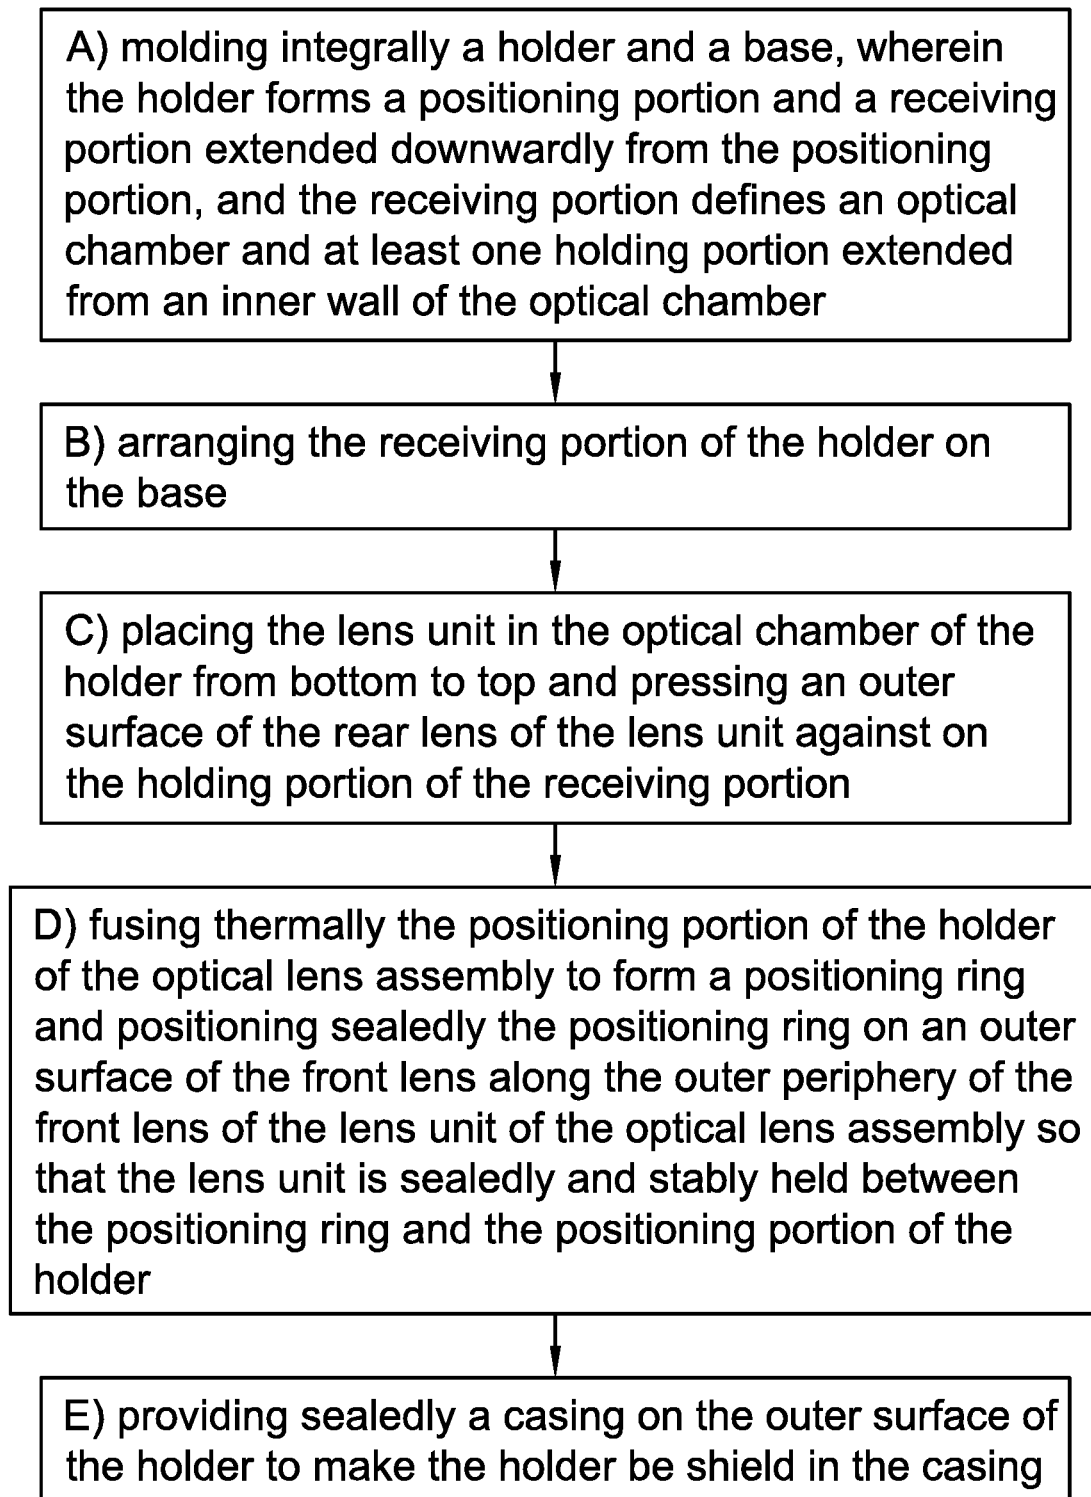 A) molding integrally a holder and a base, wherein
the holder forms a positioning portion and a receiving
portion extended downwardly from the positioning
portion, and the receiving portion defines an optical
chamber and at least one holding portion extended
from an inner wall of the optical chamber
B) arranging the receiving portion of the holder on
the base
C) placing the lens unit in the optical chamber of the
holder from bottom to top and pressing an outer
surface of the rear lens of the lens unit against on
the holding portion of the receiving portion
D) fusing thermally the positioning portion of the holder
of the optical lens assembly to form a positioning ring
and positioning sealedly the positioning ring on an outer
surface of the front lens along the outer periphery of the
front lens of the lens unit of the optical lens assembly so
that the lens unit is sealedly and stably held between
the positioning ring and the positioning portion of the
holder
E) providing sealedly a casing on the outer surface of
the holder to make the holder be shield in the casing